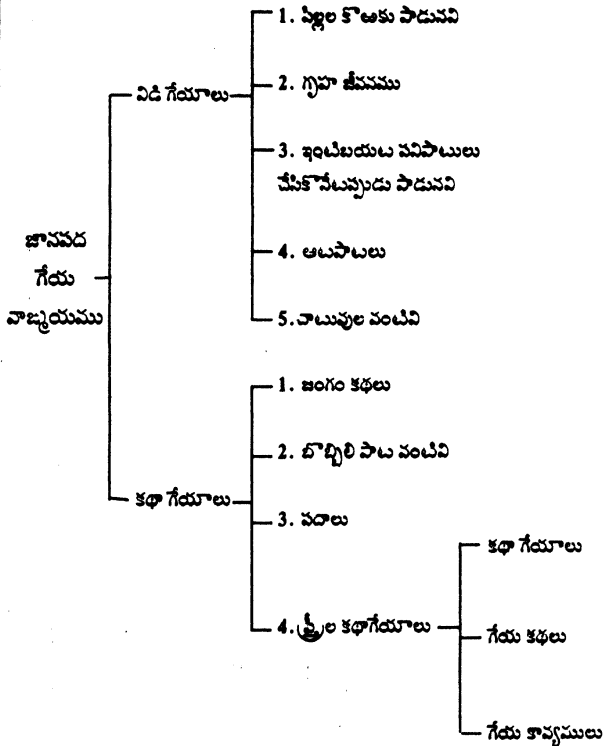 1. పిల్లల కొఱకు పాడునవి
విడి గేయాలు
2. గృహ జీవనము
3. ఇంటిబయట పనిపాటులు
చేసికొనేటప్పుడు పాడునవి
4. ఆటపాటలు
5. చాటువుల వంటివి
జానపద
గేయ
వాఙ్మయము
1. జంగం కథలు
2. బొబ్బిలి పాట వంటివి
కథా గేయాలు
3. పదాలు
4. స్త్రీల కథాగేయాలు
కథా గేయాలు
గేయ కథలు
గేయ కావ్యములు